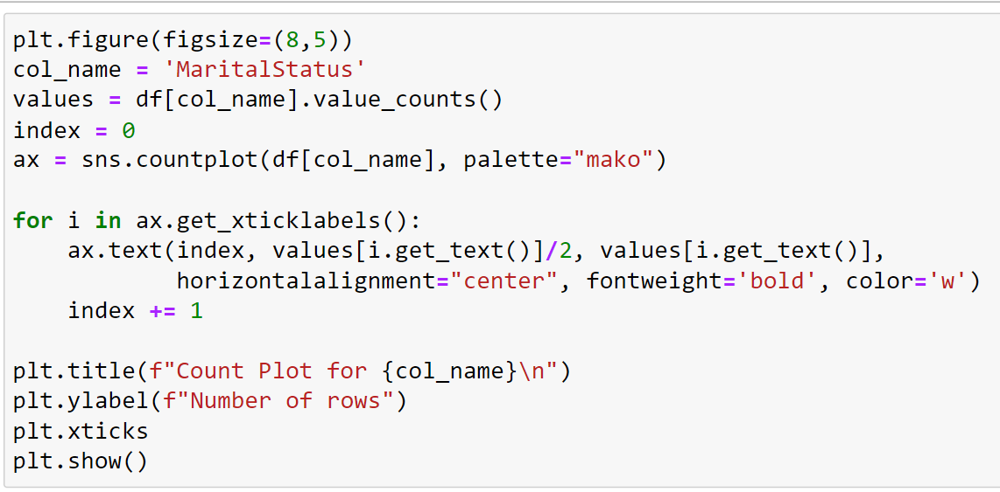 plt.figure(figsize=(8,5))
col_name = 'MaritalStatus'
values = df[col_name].value_counts()
index = 0
ax = sns.countplot(df[col_name], palette="mako")

for i in ax.get_xticklabels():
    ax.text(index, values[i.get_text()]/2, values[i.get_text()],
            horizontalalignment="center", fontweight='bold', color='w')
    index += 1

plt.title(f"Count Plot for {col_name}\n")
plt.ylabel(f"Number of rows")
plt.xticks
plt.show()